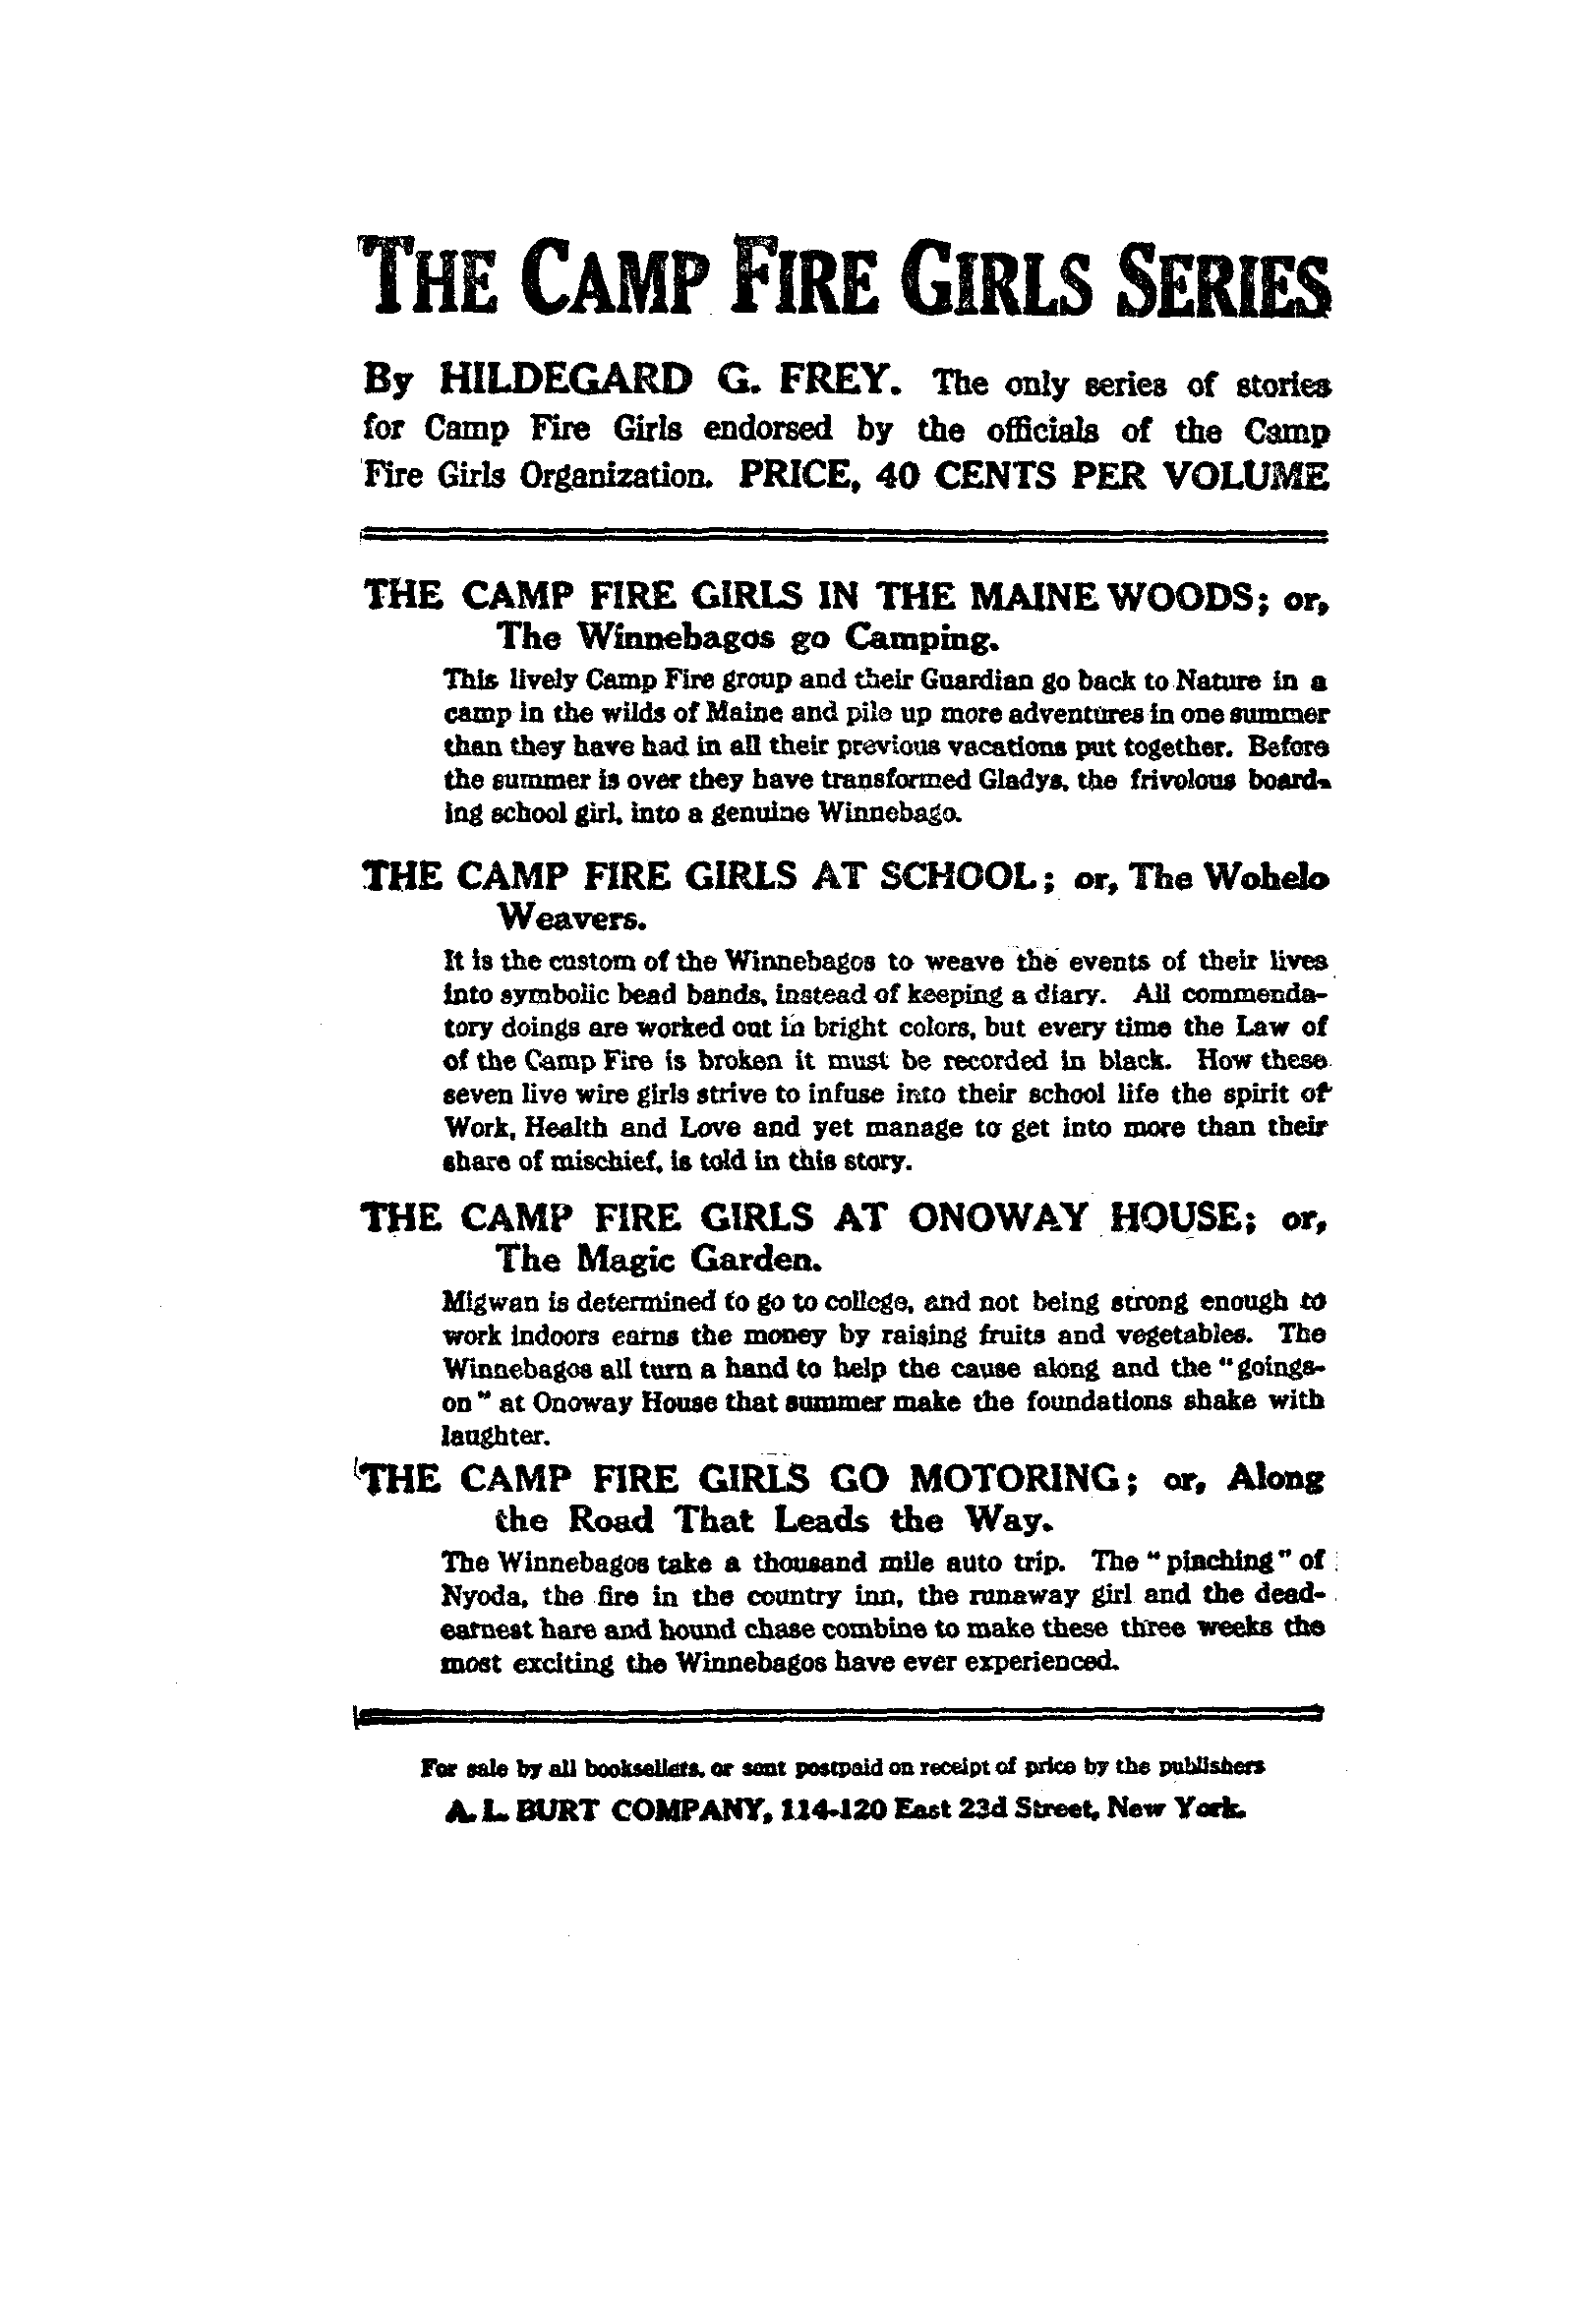 THE CAMP FIRE GIRLS SERIES
By HILDEGARD G. FREY. The only series of stories
for Camp Fire Girls endorsed by the officials of the Camp
Fire Girls Organization. PRICE, 40 CENTS PER VOLUME
THE CAMP FIRE GIRLS IN THE MAINE WOODS; or,
The Winnebagos go Camping.
This lively Camp Fire group and their Guardian go back to Nature in a
camp in the wilds of Maine and pile up more adventures in one summer
than they have had in all their previous vacations put together. Before
the summer is over they have transformed Gladys, the frivolous board-
ing school girl, into a genuine Winnebago.
THE CAMP FIRE GIRLS AT SCHOOL; or, The Wohelo
Weavers.
It is the custom of the Winnebagos to weave the events of their lives
into symbolic bead bands, instead of keeping a diary. All commenda-
tory doings are worked out in bright colors, but every time the Law of
of the Camp Fire is broken it must be recorded in black. How these
seven live wire girls strive to infuse into their school life the spirit of
Work, Health and Love and yet manage to get into more than their
share of mischief, is told in this story.
THE CAMP FIRE GIRLS AT ONOWAY HOUSE; or,
The Magic Garden.
Migwan is determined to go to college, and not being strong enough to
work indoors earns the money by raising fruits and vegetables. The
Winnebagos all turn a hand to help the cause along and the "goings-
on" at Onoway House that summer make the foundations shake with
laughter.
THE CAMP FIRE GIRLS GO MOTORING; or, Along
the Road That Leads the Way.
The Winnebagos take a thousand mile auto trip. The "pinching" of
Nyoda, the fire in the country inn, the runaway girl and the dead-
earnest hare and hound chase combine to make these three weeks the
most exciting the Winnebagos have ever experienced.
For sale by all booksellers, or sent postpaid on receipt of price by the publishers
A. L. BURT COMPANY, 114-120 East 23d Street, New York.